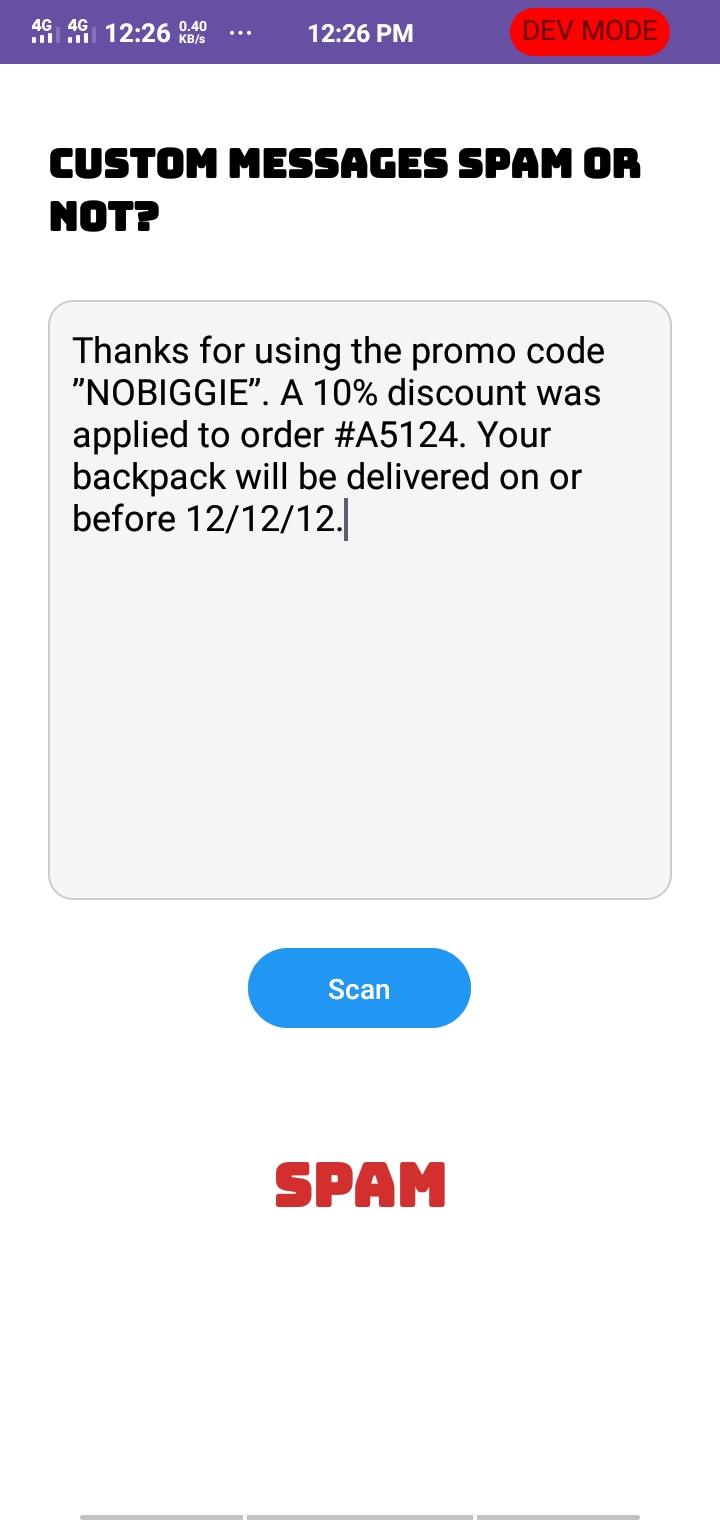 4G 4G 12:26 0.40 KB/s ... 12:26 PM DEV MODE
CUSTOM MESSAGES SPAM OR
NOT?
Thanks for using the promo code
”NOBIGGIE”. A 10% discount was
applied to order #A5124. Your
backpack will be delivered on or
before 12/12/12.
Scan
SPAM